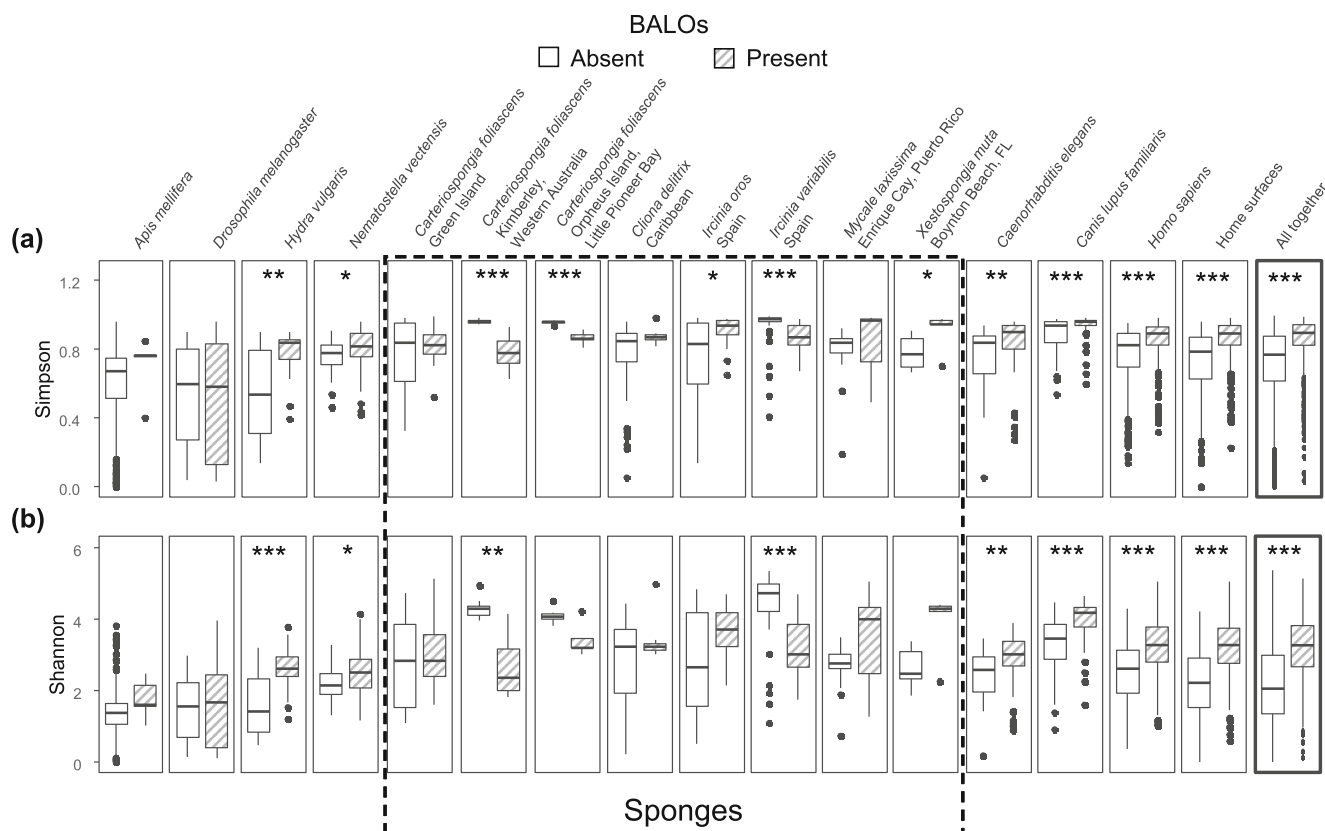 BALOs
Absent
Present
Apis mellifera
Drosophila melanogaster
Hydra vulgaris
Nematostella vectensis
Carteriospongia foliascens
Green Island
Carteriospongia foliascens
Kimberley,
Western Australia
Carteriospongia foliascens
Orpheus Island,
Little Pioneer Bay
Cliona delitrix
Caribbean
Ircinia oros
Spain
Ircinia variabilis
Spain
Mycale laxissima
Enrique Cay, Puerto Rico
Xestospongia muta
Boynton Beach, FL
Caenorhabditis elegans
Canis lupus familiaris
Homo sapiens
Home surfaces
All together
(a)
** * *** *** * *** * ** *** *** *** ***
1.2
0.8
0.4
0.0
Simpson
(b)
*** * ** *** ** *** *** *** ***
6
4
2
0
Shannon
Sponges